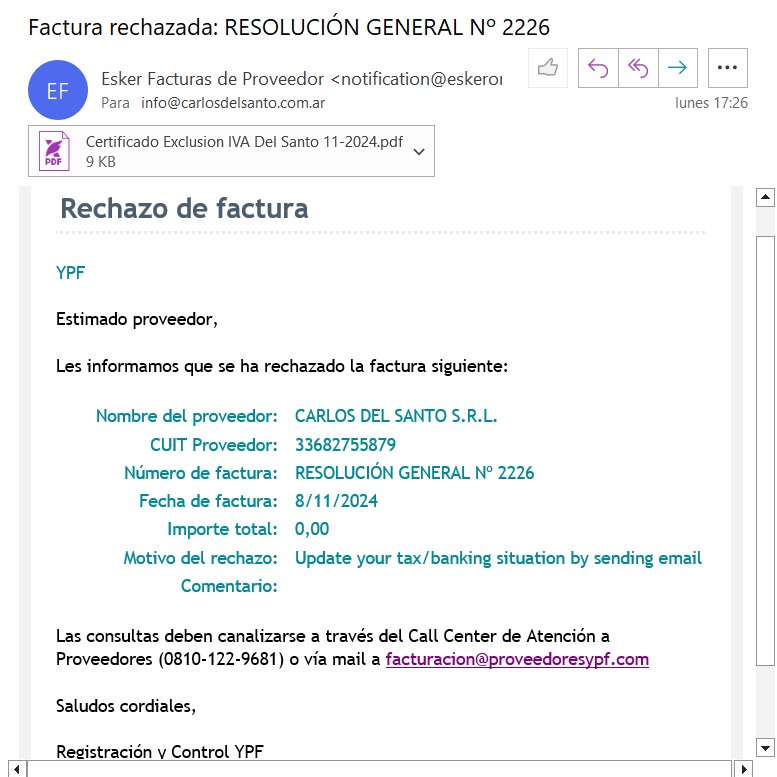 Factura rechazada: RESOLUCIÓN GENERAL Nº 2226
EF
Esker Facturas de Proveedor <notification@eskeror
Para info@carlosdelsanto.com.ar
lunes 17:26
PDF
Certificado Exclusion IVA Del Santo 11-2024.pdf
9 KB
Rechazo de factura
YPF
Estimado proveedor,
Les informamos que se ha rechazado la factura siguiente:
Nombre del proveedor: CARLOS DEL SANTO S.R.L.
CUIT Proveedor: 33682755879
Número de factura: RESOLUCIÓN GENERAL Nº 2226
Fecha de factura: 8/11/2024
Importe total: 0,00
Motivo del rechazo: Update your tax/banking situation by sending email
Comentario:
Las consultas deben canalizarse a través del Call Center de Atención a
Proveedores (0810-122-9681) o vía mail a facturacion@proveedoresypf.com
Saludos cordiales,
Registración y Control YPF